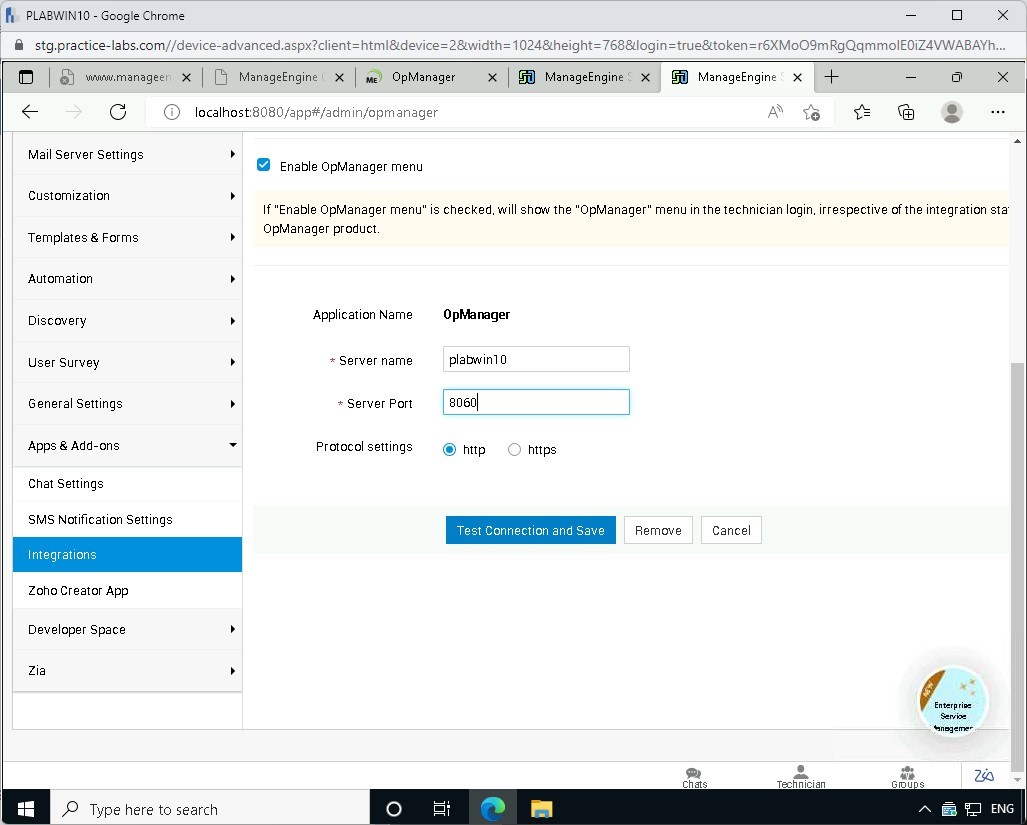 PLABWIN10 - Google Chrome
stg.practice-labs.com//device-advanced.aspx?client=html&device=2&width=1024&height=768&login=true&token=r6XMoO9mRgQqmmolE0iZ4VWABAYh...
www.manageen
ManageEngine
ME
OpManager
ManageEngine S
ManageEngine S
localhost:8080/app#/admin/opmanager
Mail Server Settings
Customization
Templates & Forms
Automation
Discovery
User Survey
General Settings
Apps & Add-ons
Chat Settings
SMS Notification Settings
Integrations
Zoho Creator App
Developer Space
Zia
Enable OpManager menu
If "Enable OpManager menu" is checked, will show the "OpManager" menu in the technician login, irrespective of the integration sta
OpManager product.
Application Name OpManager
* Server name plabwin10
* Server Port 8060
Protocol settings http https
Test Connection and Save Remove Cancel
NEW
Enterprise
Service
Management
Chats
Technician
Groups
Type here to search
ENG